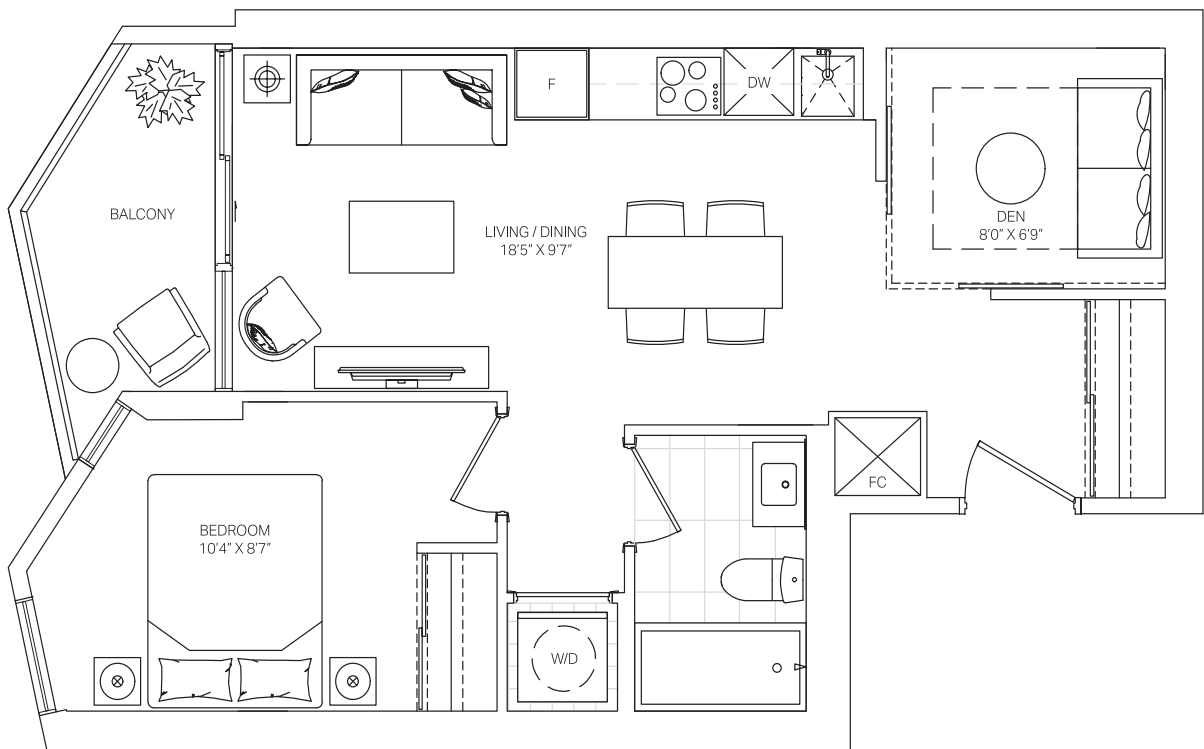 F
DW
BALCONY
LIVING / DINING
18'5" X 9'7"
DEN
8'0" X 6'9"
FC
BEDROOM
10'4" X 8'7"
W/D